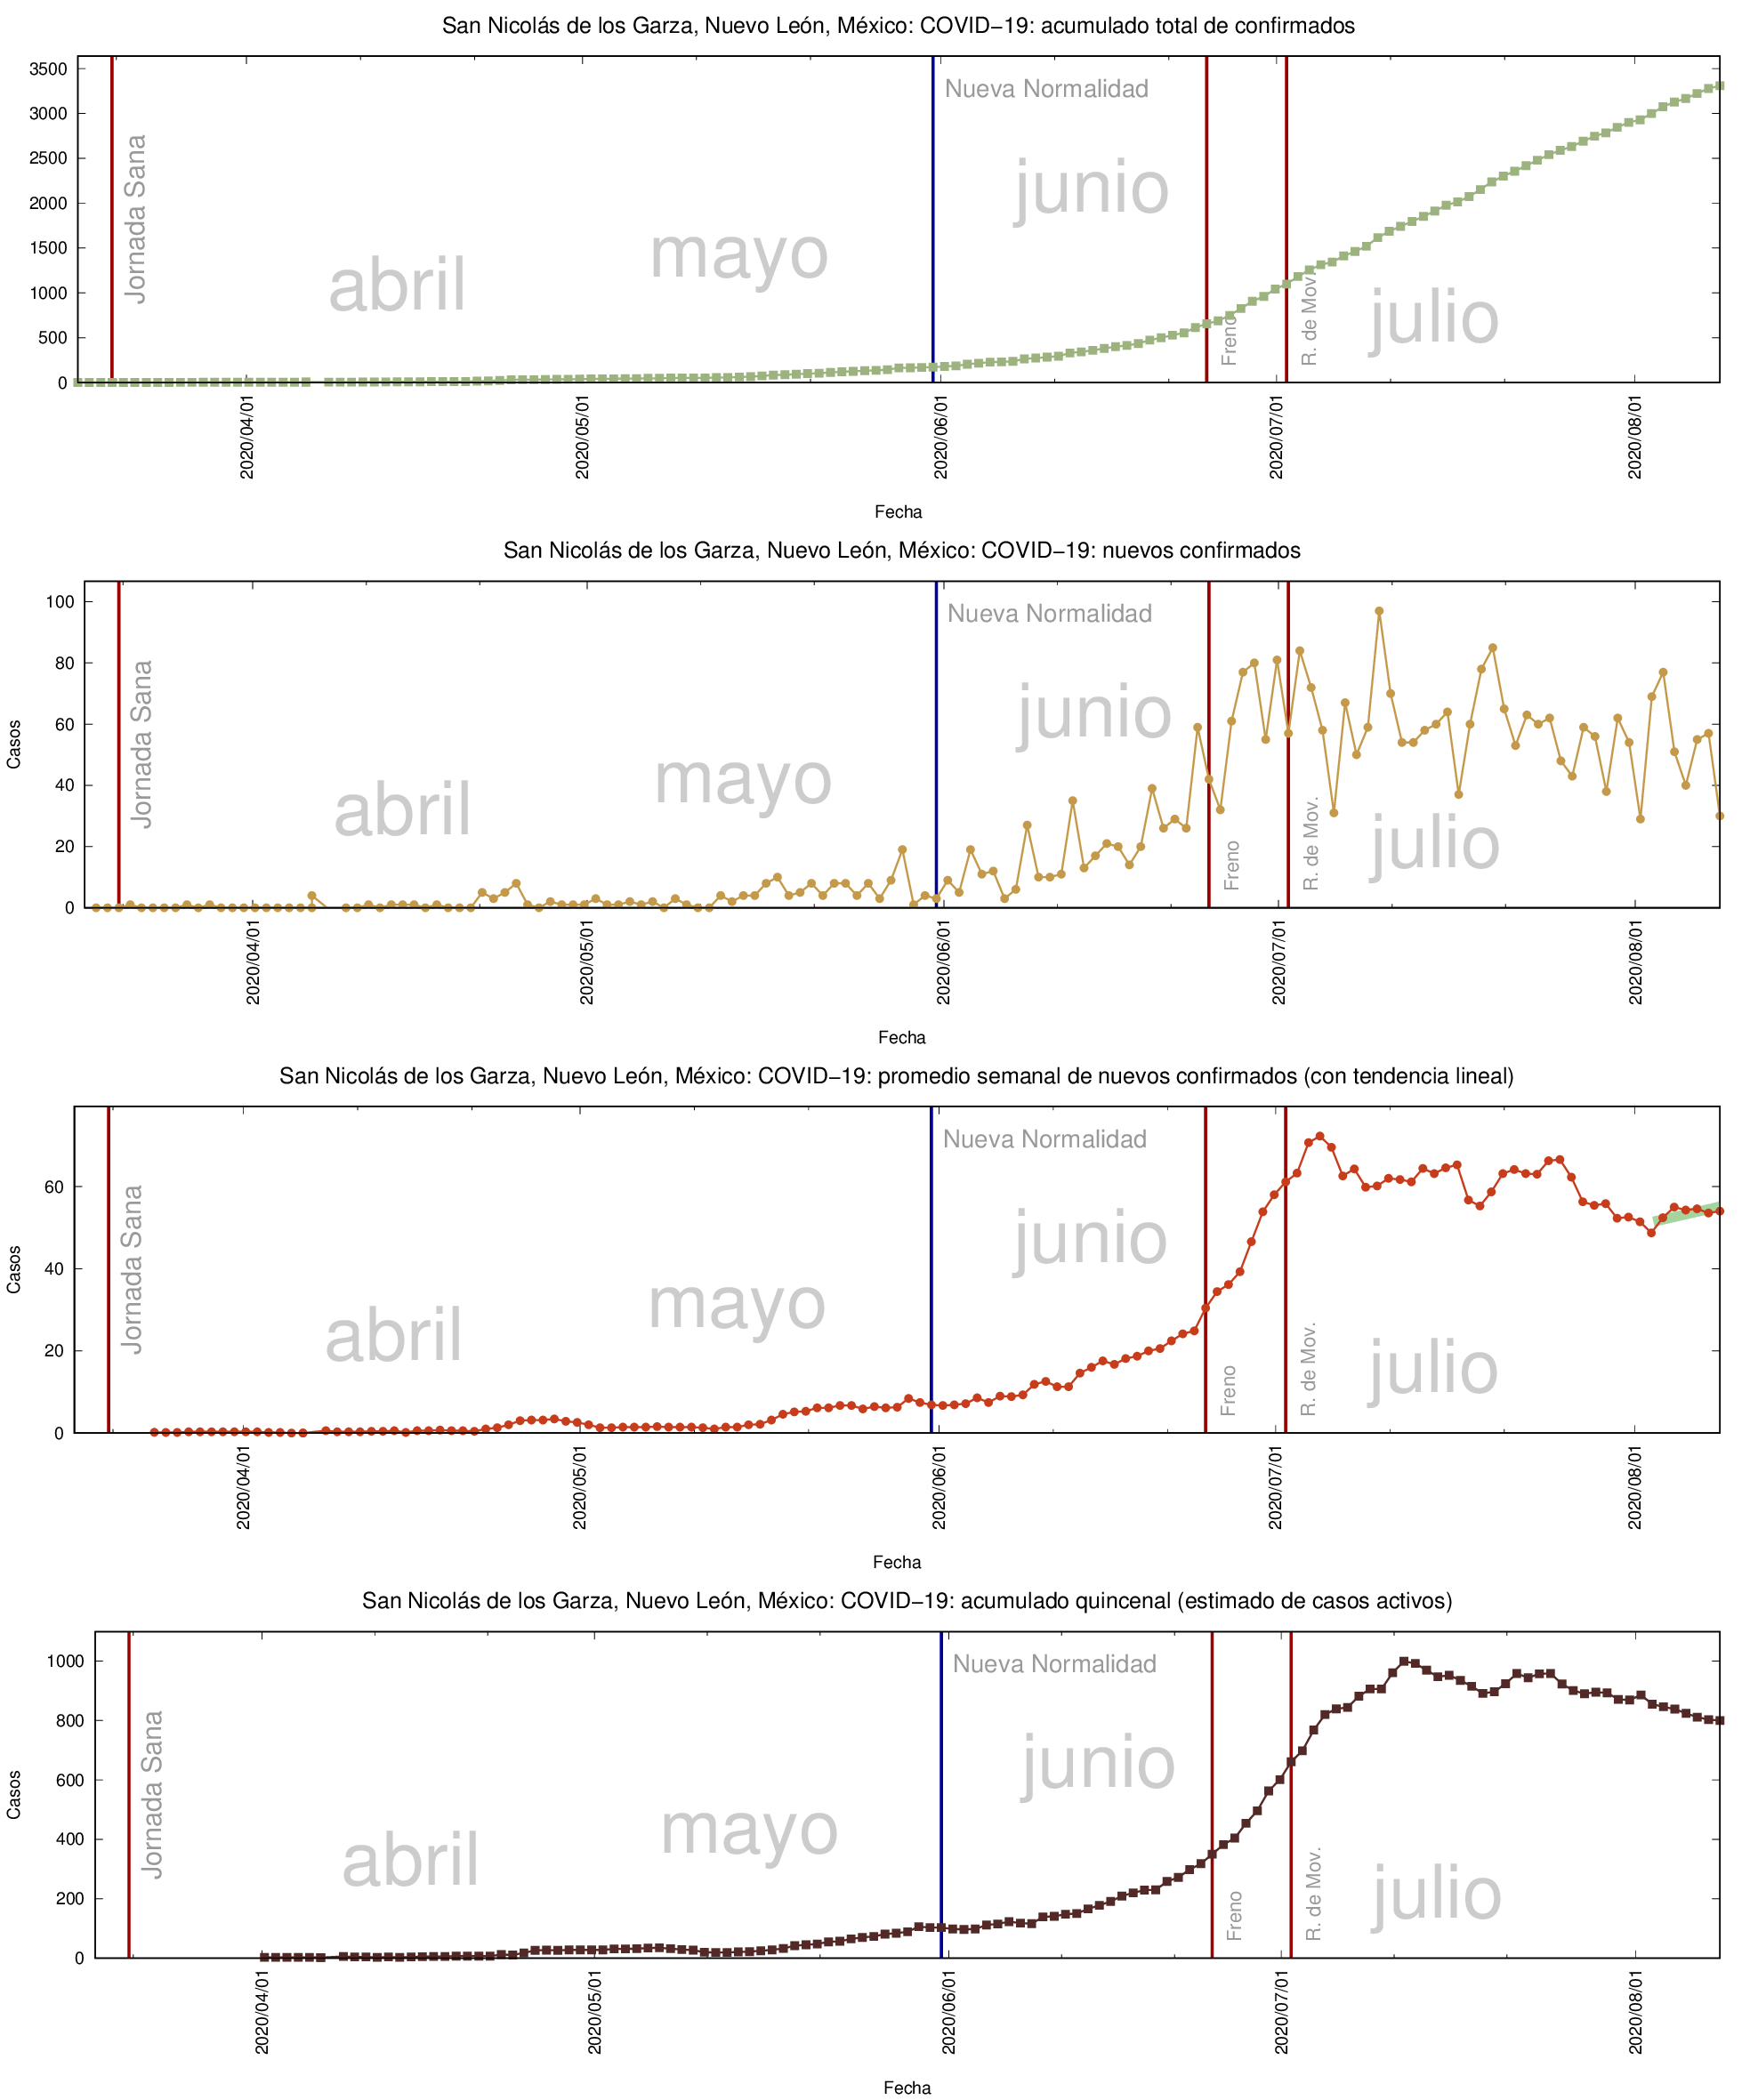 San Nicolás de los Garza, Nuevo León, México: COVID−19: acumulado total de confirmados
3500
3000
2500
2000
1500
1000
500
0
Jornada Sana
abril
mayo
Nueva Normalidad
junio
Freno
R. de Mov.
julio
2020/04/01
2020/05/01
2020/06/01
2020/07/01
2020/08/01
Fecha
San Nicolás de los Garza, Nuevo León, México: COVID−19: nuevos confirmados
Casos
100
80
60
40
20
0
Jornada Sana
abril
mayo
Nueva Normalidad
junio
Freno
R. de Mov.
julio
2020/04/01
2020/05/01
2020/06/01
2020/07/01
2020/08/01
Fecha
San Nicolás de los Garza, Nuevo León, México: COVID−19: promedio semanal de nuevos confirmados (con tendencia lineal)
Casos
60
40
20
0
Jornada Sana
abril
mayo
Nueva Normalidad
junio
Freno
R. de Mov.
julio
2020/04/01
2020/05/01
2020/06/01
2020/07/01
2020/08/01
Fecha
San Nicolás de los Garza, Nuevo León, México: COVID−19: acumulado quincenal (estimado de casos activos)
Casos
1000
800
600
400
200
0
Jornada Sana
abril
mayo
Nueva Normalidad
junio
Freno
R. de Mov.
julio
2020/04/01
2020/05/01
2020/06/01
2020/07/01
2020/08/01
Fecha